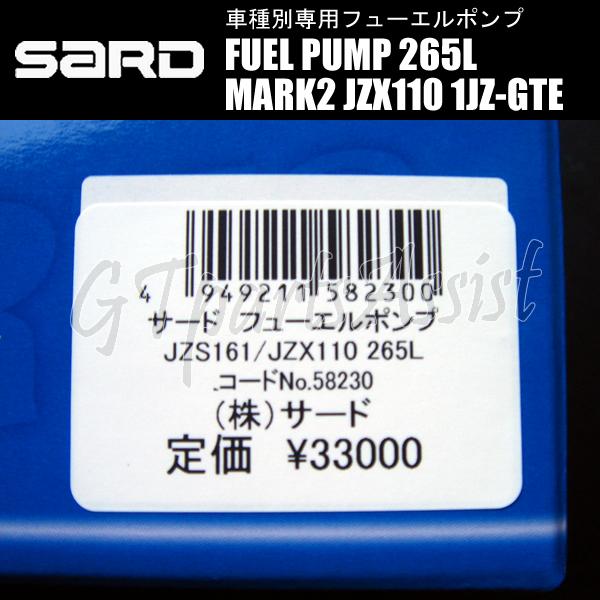 SARD
車種別専用フューエルポンプ
FUEL PUMP 265L
MARK2 JZX110 1JZ-GTE
4 949211 582300
サード フューエルポンプ
JZS161/JZX110 265L
コードNo.58230
(株)サード
定価 ¥33000
GTpartsAssist